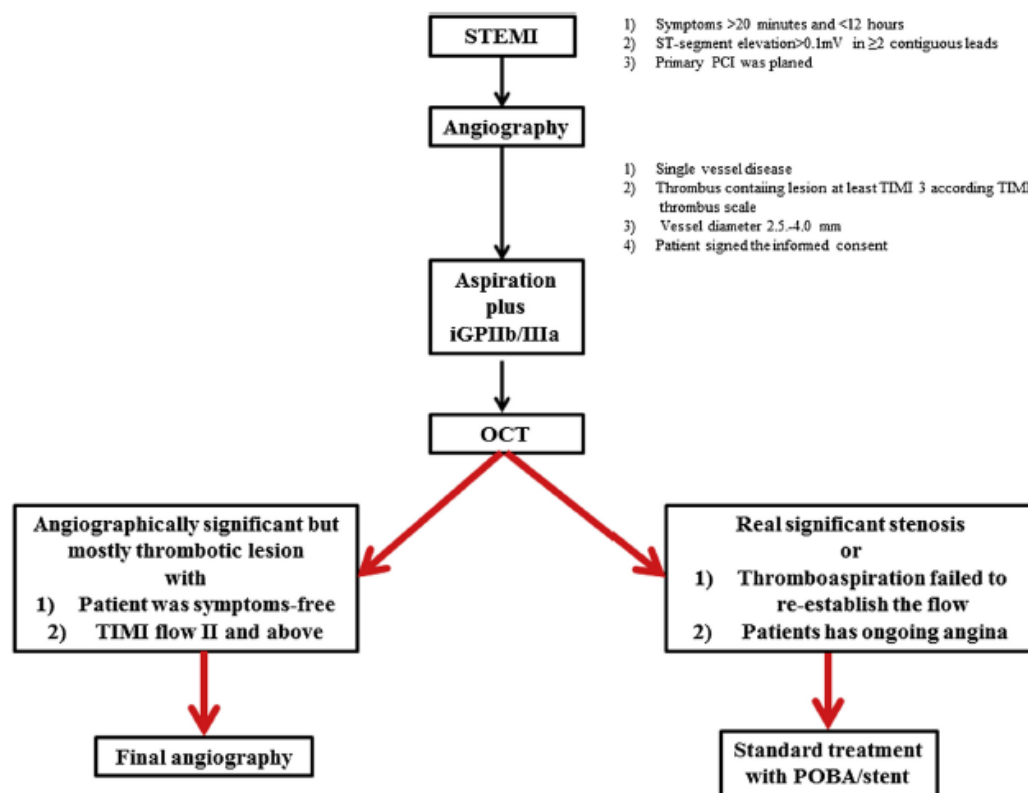 STEMI
1) Symptoms >20 minutes and <12 hours
2) ST-segment elevation>0.1mV in ≥2 contiguous leads
3) Primary PCI was planed
Angiography
1) Single vessel disease
2) Thrombus contaiing lesion at least TIMI 3 according TIMI
thrombus scale
3) Vessel diameter 2.5.-4.0 mm
4) Patient signed the informed consent
Aspiration
plus
iGPIIb/IIIa
OCT
Angiographically significant but
mostly thrombotic lesion
with
1) Patient was symptoms-free
2) TIMI flow II and above
Real significant stenosis
or
1) Thromboaspiration failed to
re-establish the flow
2) Patients has ongoing angina
Final angiography
Standard treatment
with POBA/stent